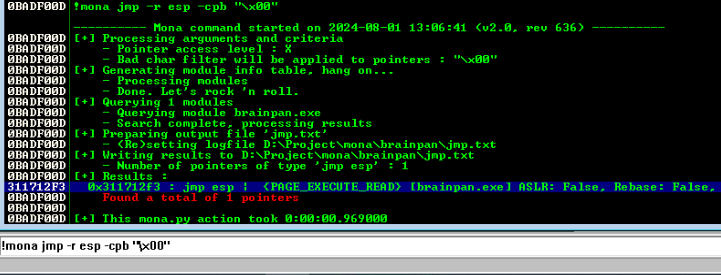 0BADF00D !mona jmp -r esp -cpb "\x00"
---------- Mona command started on 2024-08-01 13:06:41 (v2.0, rev 636) ----------
0BADF00D [+] Processing arguments and criteria
0BADF00D - Pointer access level : X
0BADF00D - Bad char filter will be applied to pointers : "\x00"
0BADF00D [+] Generating module info table, hang on...
0BADF00D - Processing modules
0BADF00D - Done. Let's rock 'n roll.
0BADF00D [+] Querying 1 modules
0BADF00D - Querying module brainpan.exe
0BADF00D - Search complete, processing results
0BADF00D [+] Preparing output file 'jmp.txt'
0BADF00D - (Re)setting logfile D:\Project\mona\brainpan\jmp.txt
0BADF00D [+] Writing results to D:\Project\mona\brainpan\jmp.txt
0BADF00D - Number of pointers of type 'jmp esp' : 1
0BADF00D [+] Results :
311712F3 0x311712f3 : jmp esp | {PAGE_EXECUTE_READ} [brainpan.exe] ASLR: False, Rebase: False,
0BADF00D Found a total of 1 pointers
0BADF00D
0BADF00D [+] This mona.py action took 0:00:00.969000
!mona jmp -r esp -cpb "\x00"